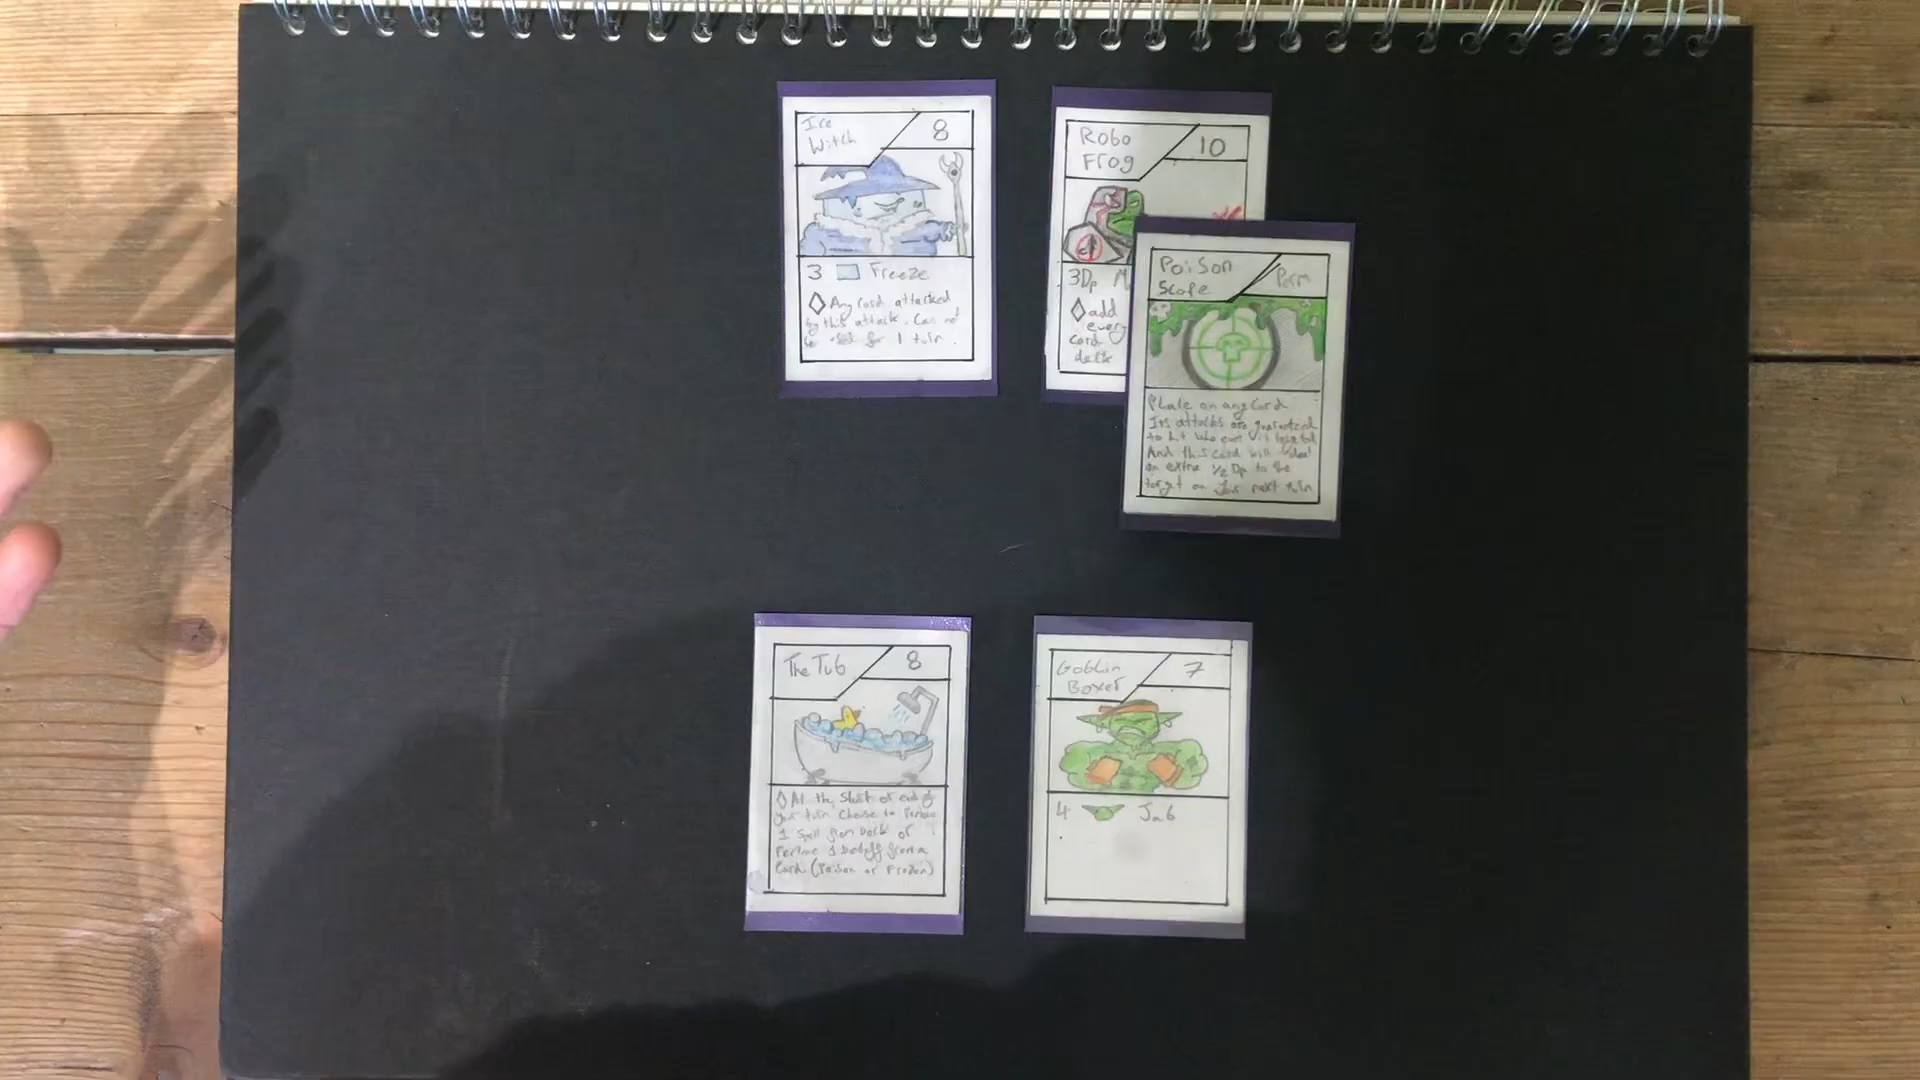 Ice
Witch
8
3 Freeze
Any card attacked
by this attack. Can not
be for 1 turn.
Robo
Frog
10
3Dp M
add
every
card
deck
Poison
Scope
Perm
Place on any card
Its attacks are guaranteed
to hit
And this card will deal
an extra 1/2 Dp to the
target on your next turn
The Tub
8
At the start or end of
your turn choose to
1 spell from Deck or
1 Debuff from a
Card (Poison or Frozen)
Goblin
Boxer
7
4 Jab